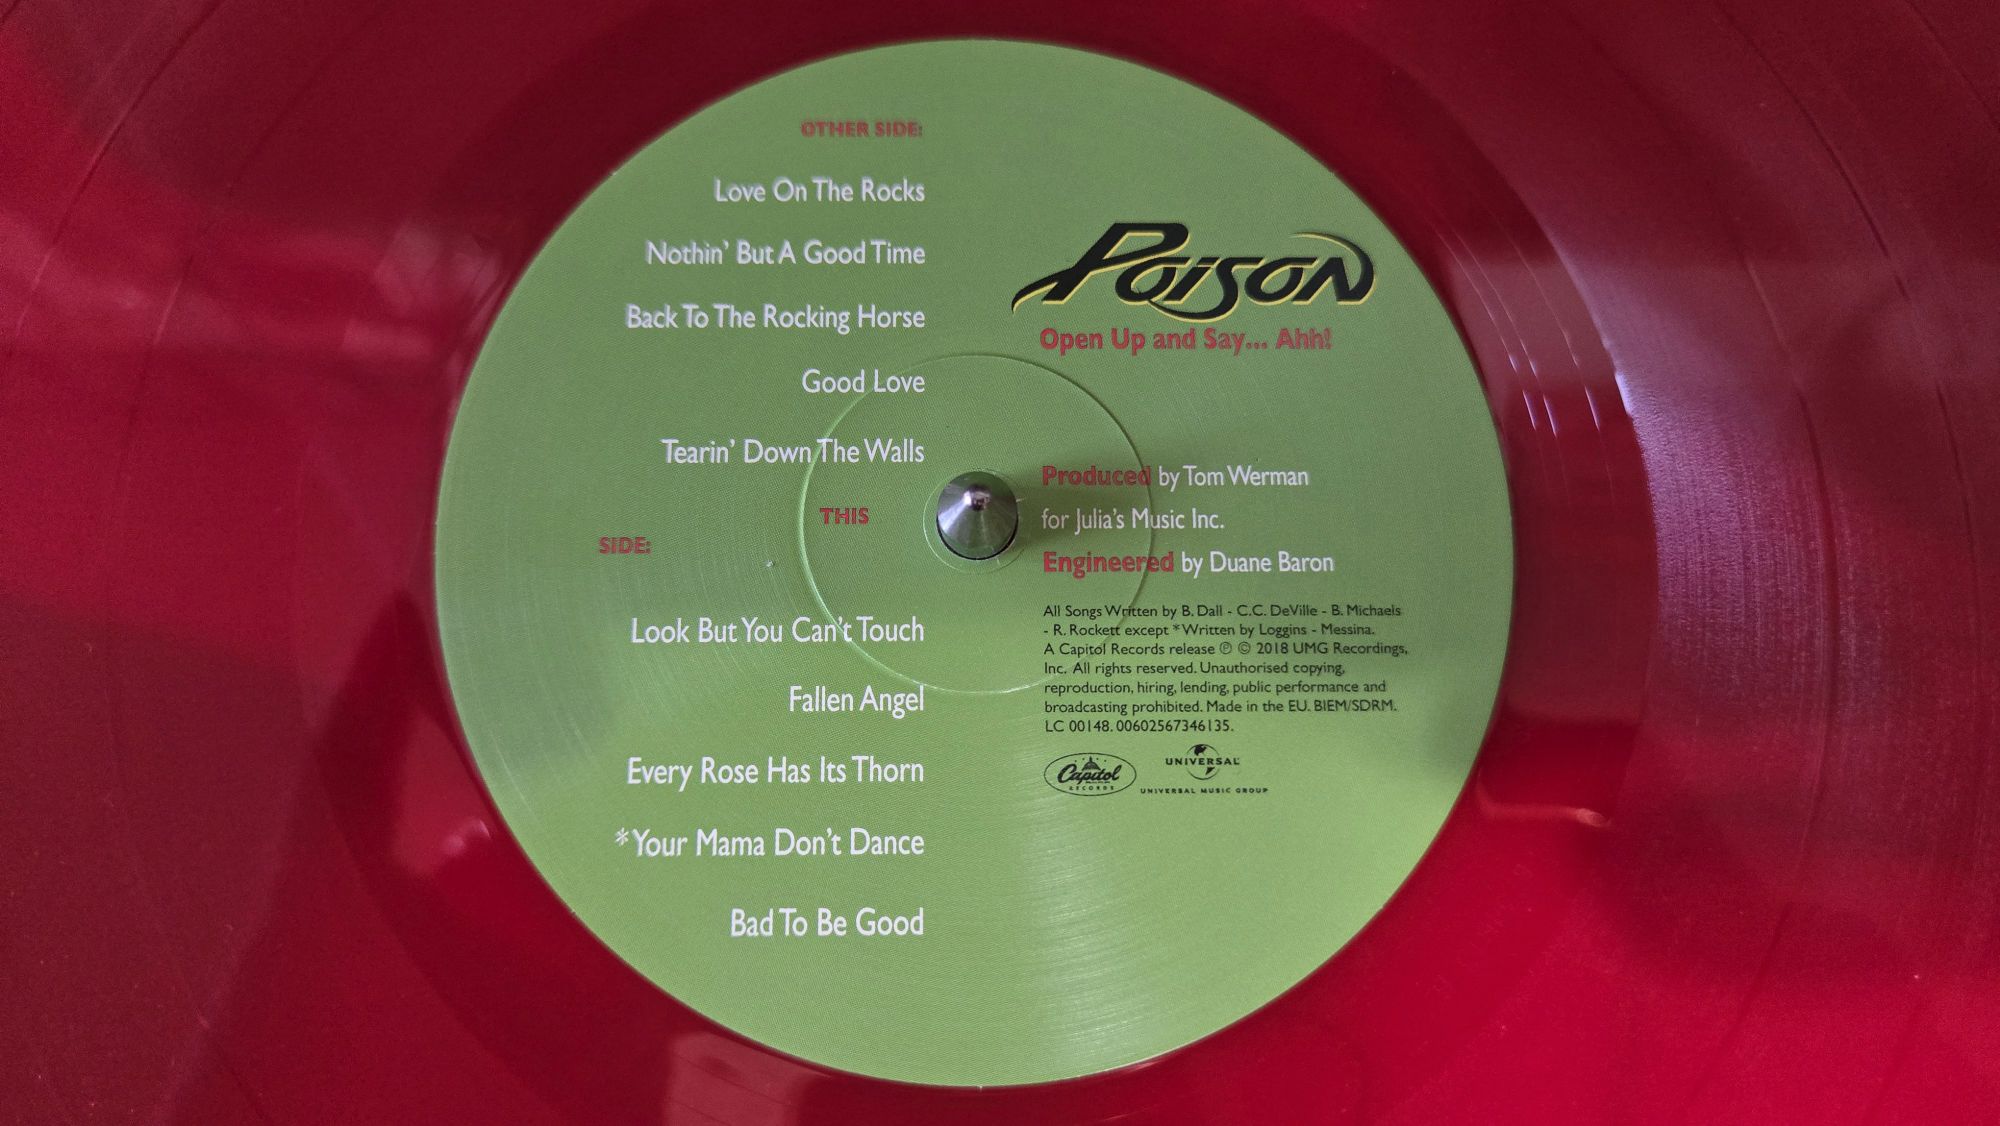 OTHER SIDE:
Love On The Rocks
Nothin' But A Good Time
Back To The Rocking Horse
Good Love
Tearin' Down The Walls
THIS
SIDE:
Look But You Can't Touch
Fallen Angel
Every Rose Has Its Thorn
*Your Mama Don't Dance
Bad To Be Good
POISON
Open Up and Say... Ahh!
Produced by Tom Werman
for Julia's Music Inc.
Engineered by Duane Baron
All Songs Written by B. Dall - C.C. DeVille - B. Michaels
- R. Rockett except *Written by Loggins - Messina.
A Capitol Records release ℗ © 2018 UMG Recordings,
Inc. All rights reserved. Unauthorised copying,
reproduction, hiring, lending, public performance and
broadcasting prohibited. Made in the EU. BIEM/SDRM.
LC 00148. 00602567346135.
Capitol
RECORDS
UNIVERSAL
UNIVERSAL MUSIC GROUP